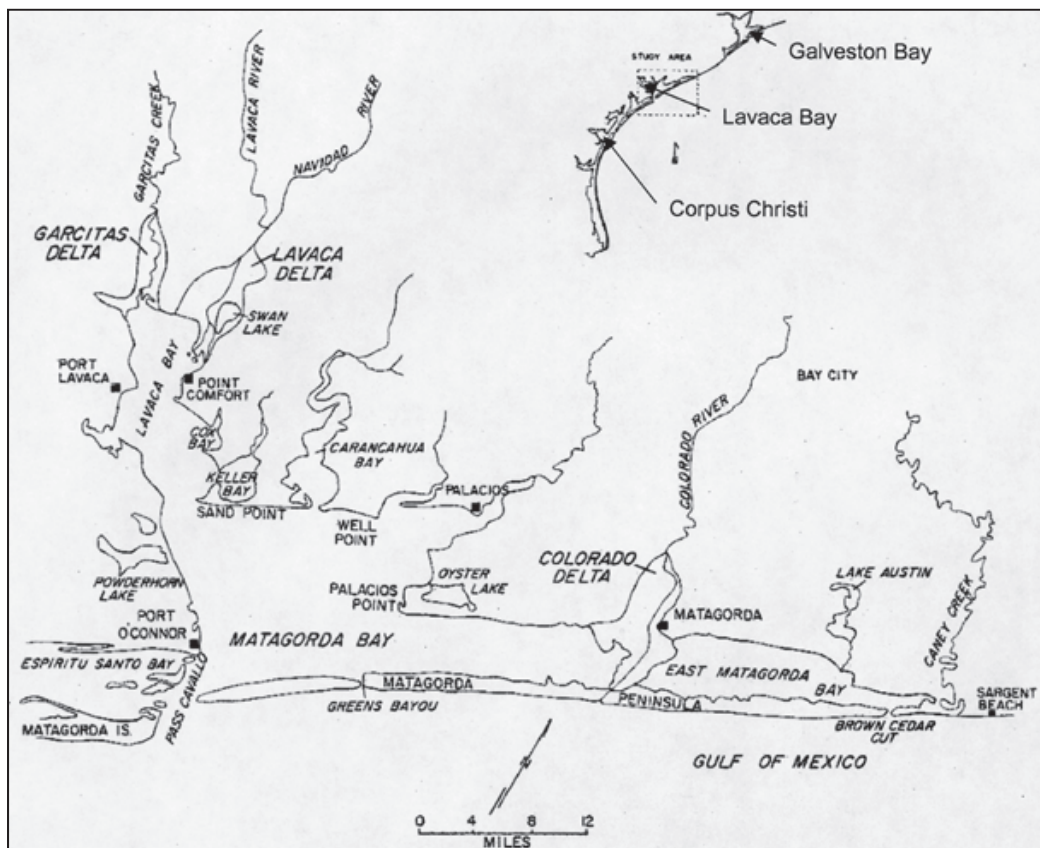 Galveston Bay
STUDY AREA
Lavaca Bay
Corpus Christi
LAVACA RIVER
NAVIDAD
RIVER
GARCITAS CREEK
GARCITAS
DELTA
LAVACA
DELTA
SWAN
LAKE
PORT
LAVACA
LAVACA BAY
POINT
COMFORT
COX
BAY
KELLER
BAY
SAND POINT
CARANCAHUA
BAY
WELL
POINT
PALACIOS
BAY CITY
COLORADO RIVER
POWDERHORN
LAKE
PALACIOS
POINT
OYSTER
LAKE
COLORADO
DELTA
MATAGORDA
LAKE AUSTIN
CANEY CREEK
PORT
O'CONNOR
MATAGORDA BAY
ESPIRITU SANTO BAY
PASS CAVALLO
MATAGORDA IS.
MATAGORDA
PENINSULA
GREENS BAYOU
EAST MATAGORDA
BAY
SARGENT
BEACH
BROWN CEDAR
CUT
GULF OF MEXICO
N
0 4 8 12
MILES